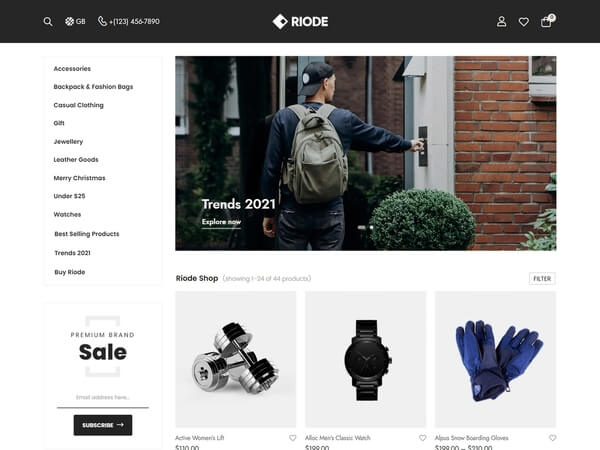 GB
+(123) 456-7890
RIODE
0
Accessories
Backpack & Fashion Bags
Casual Clothing
Gift
Jewellery
Leather Goods
Merry Christmas
Under $25
Watches
Best Selling Products
Trends 2021
Buy Riode
Trends 2021
Explore now
Riode Shop (showing 1–24 of 44 products)
FILTER
PREMIUM BRAND
Sale
Email address here...
SUBSCRIBE
Active Women's Lift
$110.00
Alloc Men's Classic Watch
$199.00
Alpus Snow Boarding Gloves
$199.00 – $210.00